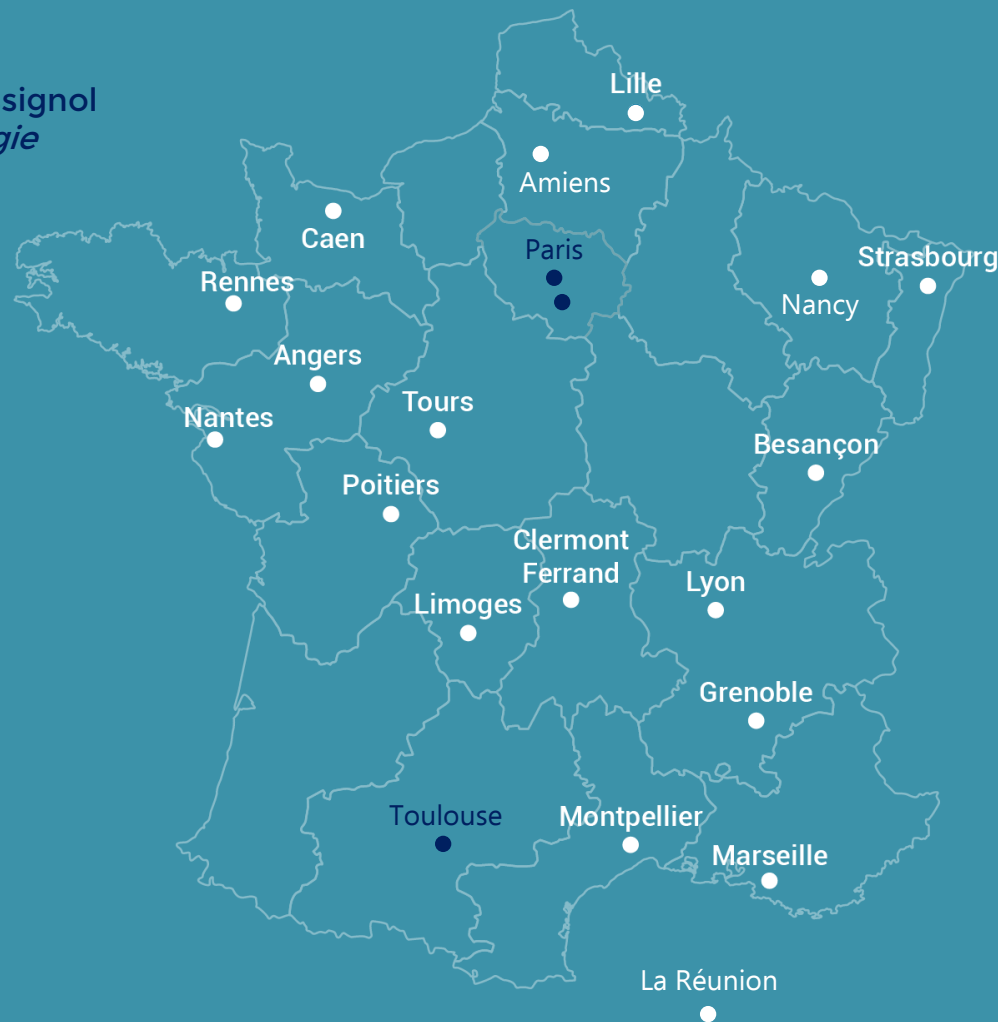 Lille
signol
gie
Amiens
Caen
Paris
Strasbourg
Rennes
Nancy
Angers
Tours
Nantes
Besançon
Poitiers
Clermont
Ferrand
Lyon
Limoges
Grenoble
Toulouse
Montpellier
Marseille
La Réunion